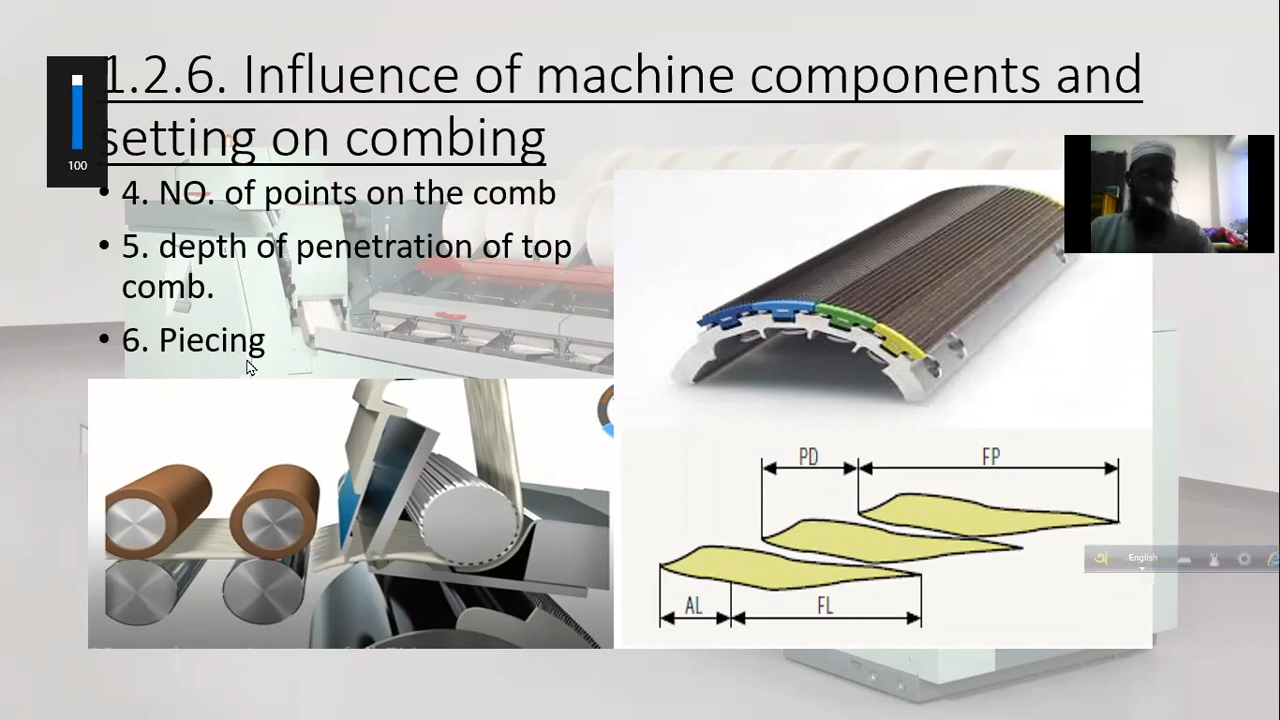 1.2.6. Influence of machine components and
setting on combing
100
• 4. NO. of points on the comb
• 5. depth of penetration of top
comb.
• 6. Piecing
PD
FP
AL
FL
অ
English